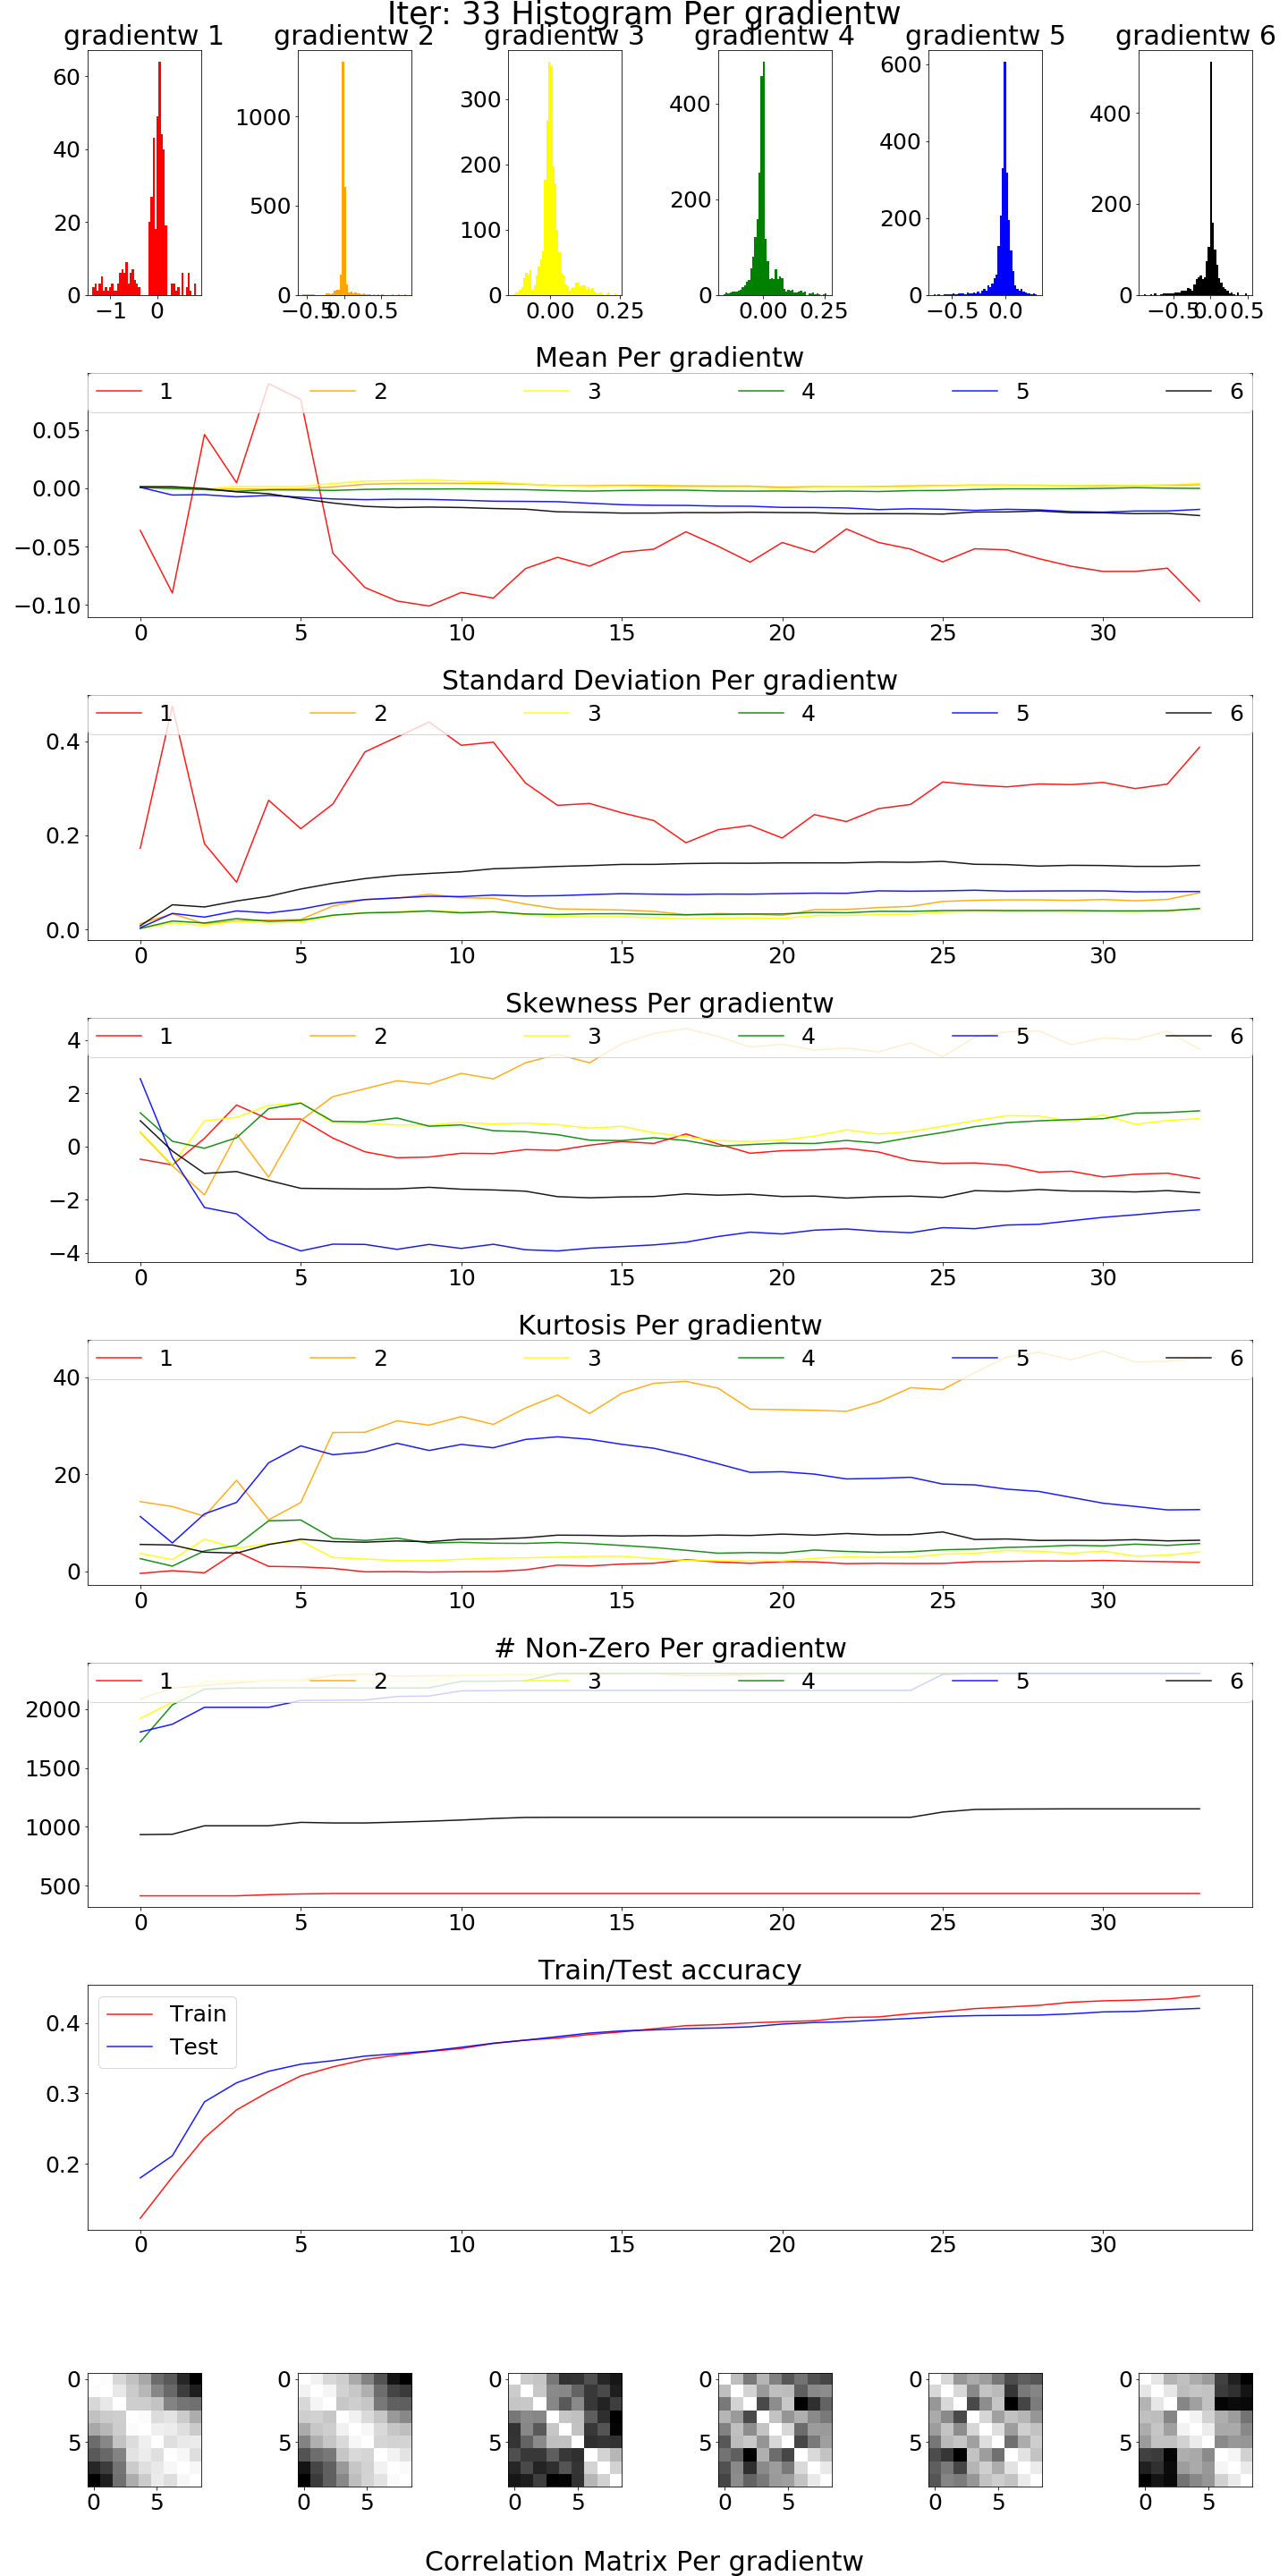 Iter: 33 Histogram Per gradientw
gradientw 1 gradientw 2 gradientw 3 gradientw 4 gradientw 5 gradientw 6
60 40 20 0
−1 0
1000 500 0
−0.5 0.0 0.5
300 200 100 0
0.00 0.25
400 200 0
0.00 0.25
600 400 200 0
−0.5 0.0
400 200 0
−0.5 0.0 0.5
Mean Per gradientw
1 2 3 4 5 6
0.05
0.00
−0.05
−0.10
0 5 10 15 20 25 30
Standard Deviation Per gradientw
1 2 3 4 5 6
0.4
0.2
0.0
0 5 10 15 20 25 30
Skewness Per gradientw
4 1 2 3 4 5 6
2
0
−2
−4
0 5 10 15 20 25 30
Kurtosis Per gradientw
1 2 3 4 5 6
40
20
0
0 5 10 15 20 25 30
# Non-Zero Per gradientw
1 2 3 4 5 6
2000
1500
1000
500
0 5 10 15 20 25 30
Train/Test accuracy
Train
0.4
Test
0.3
0.2
0 5 10 15 20 25 30
0 0 0 0 0 0
5 5 5 5 5 5
0 5 0 5 0 5 0 5 0 5 0 5
Correlation Matrix Per gradientw